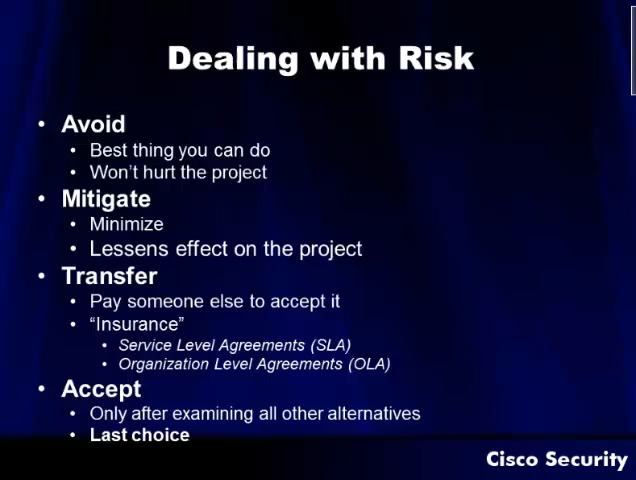 Dealing with Risk
• Avoid
• Best thing you can do
• Won't hurt the project
• Mitigate
• Minimize
• Lessens effect on the project
• Transfer
• Pay someone else to accept it
• “Insurance”
• Service Level Agreements (SLA)
• Organization Level Agreements (OLA)
• Accept
• Only after examining all other alternatives
• Last choice
Cisco Security